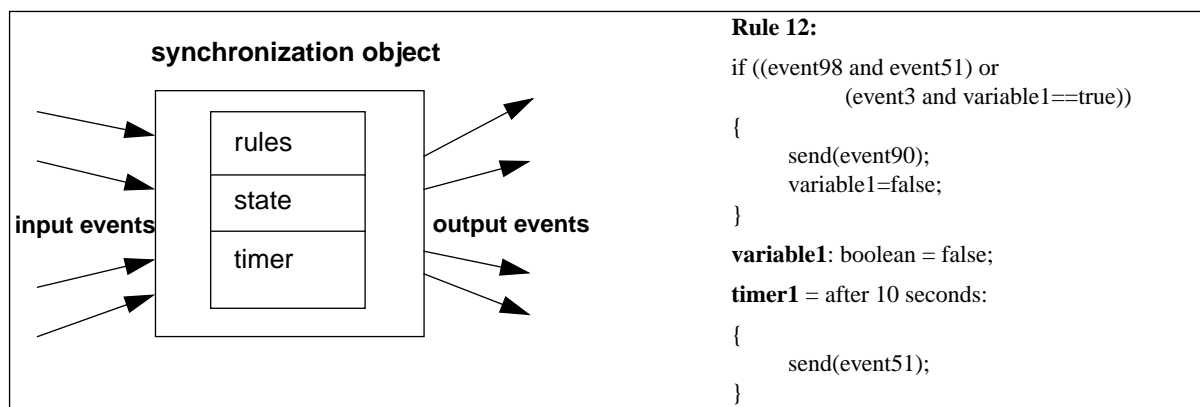 synchronization object
rules
state
timer
input events
output events
Rule 12:
if ((event98 and event51) or
(event3 and variable1==true))
{
send(event90);
variable1=false;
}
variable1: boolean = false;
timer1 = after 10 seconds:
{
send(event51);
}